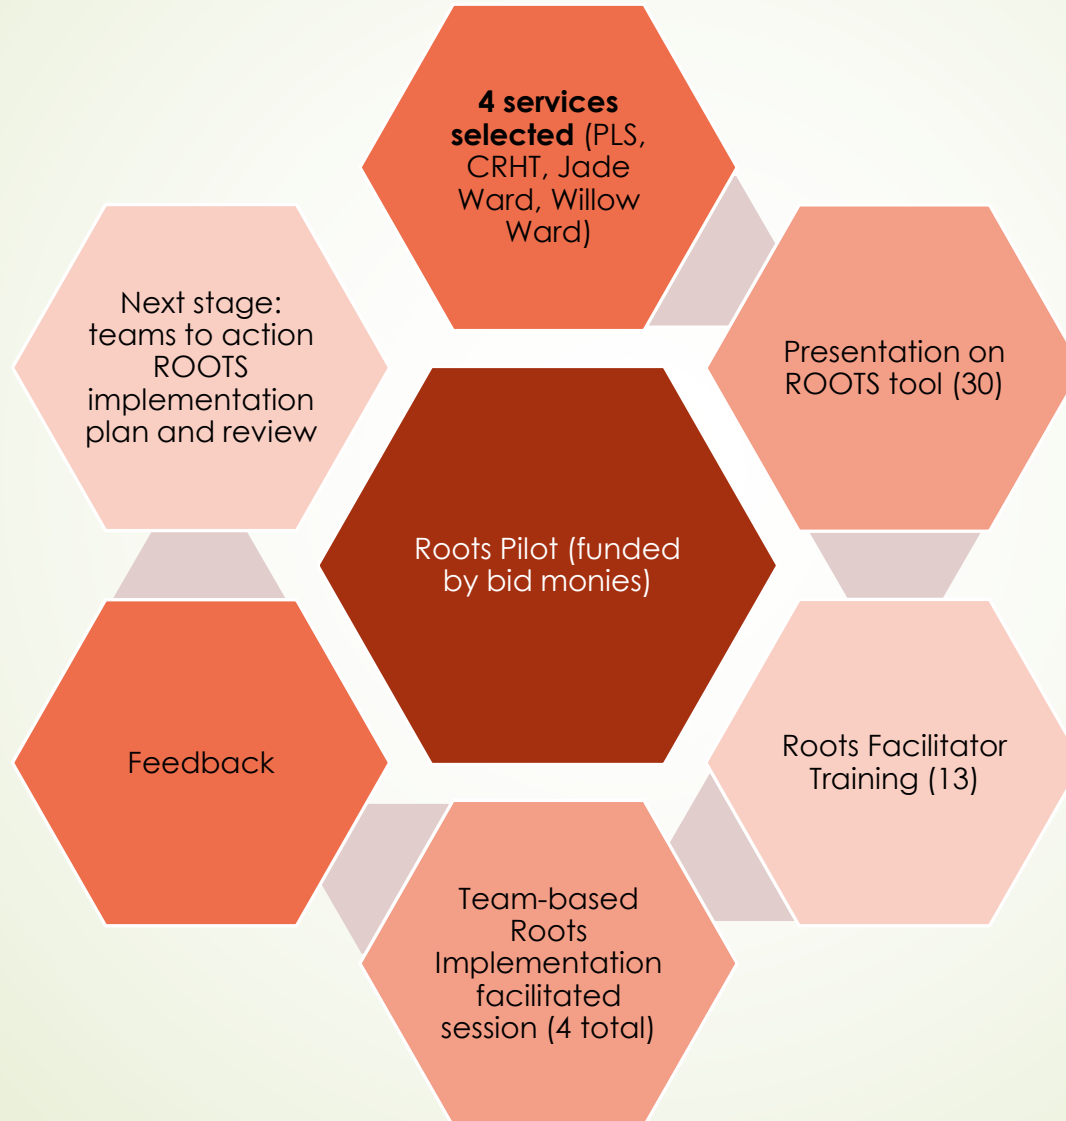 4 services
selected (PLS,
CRHT, Jade
Ward, Willow
Ward)
Presentation on
ROOTS tool (30)
Roots Facilitator
Training (13)
Team-based
Roots
Implementation
facilitated
session (4 total)
Feedback
Next stage:
teams to action
ROOTS
implementation
plan and review
Roots Pilot (funded
by bid monies)